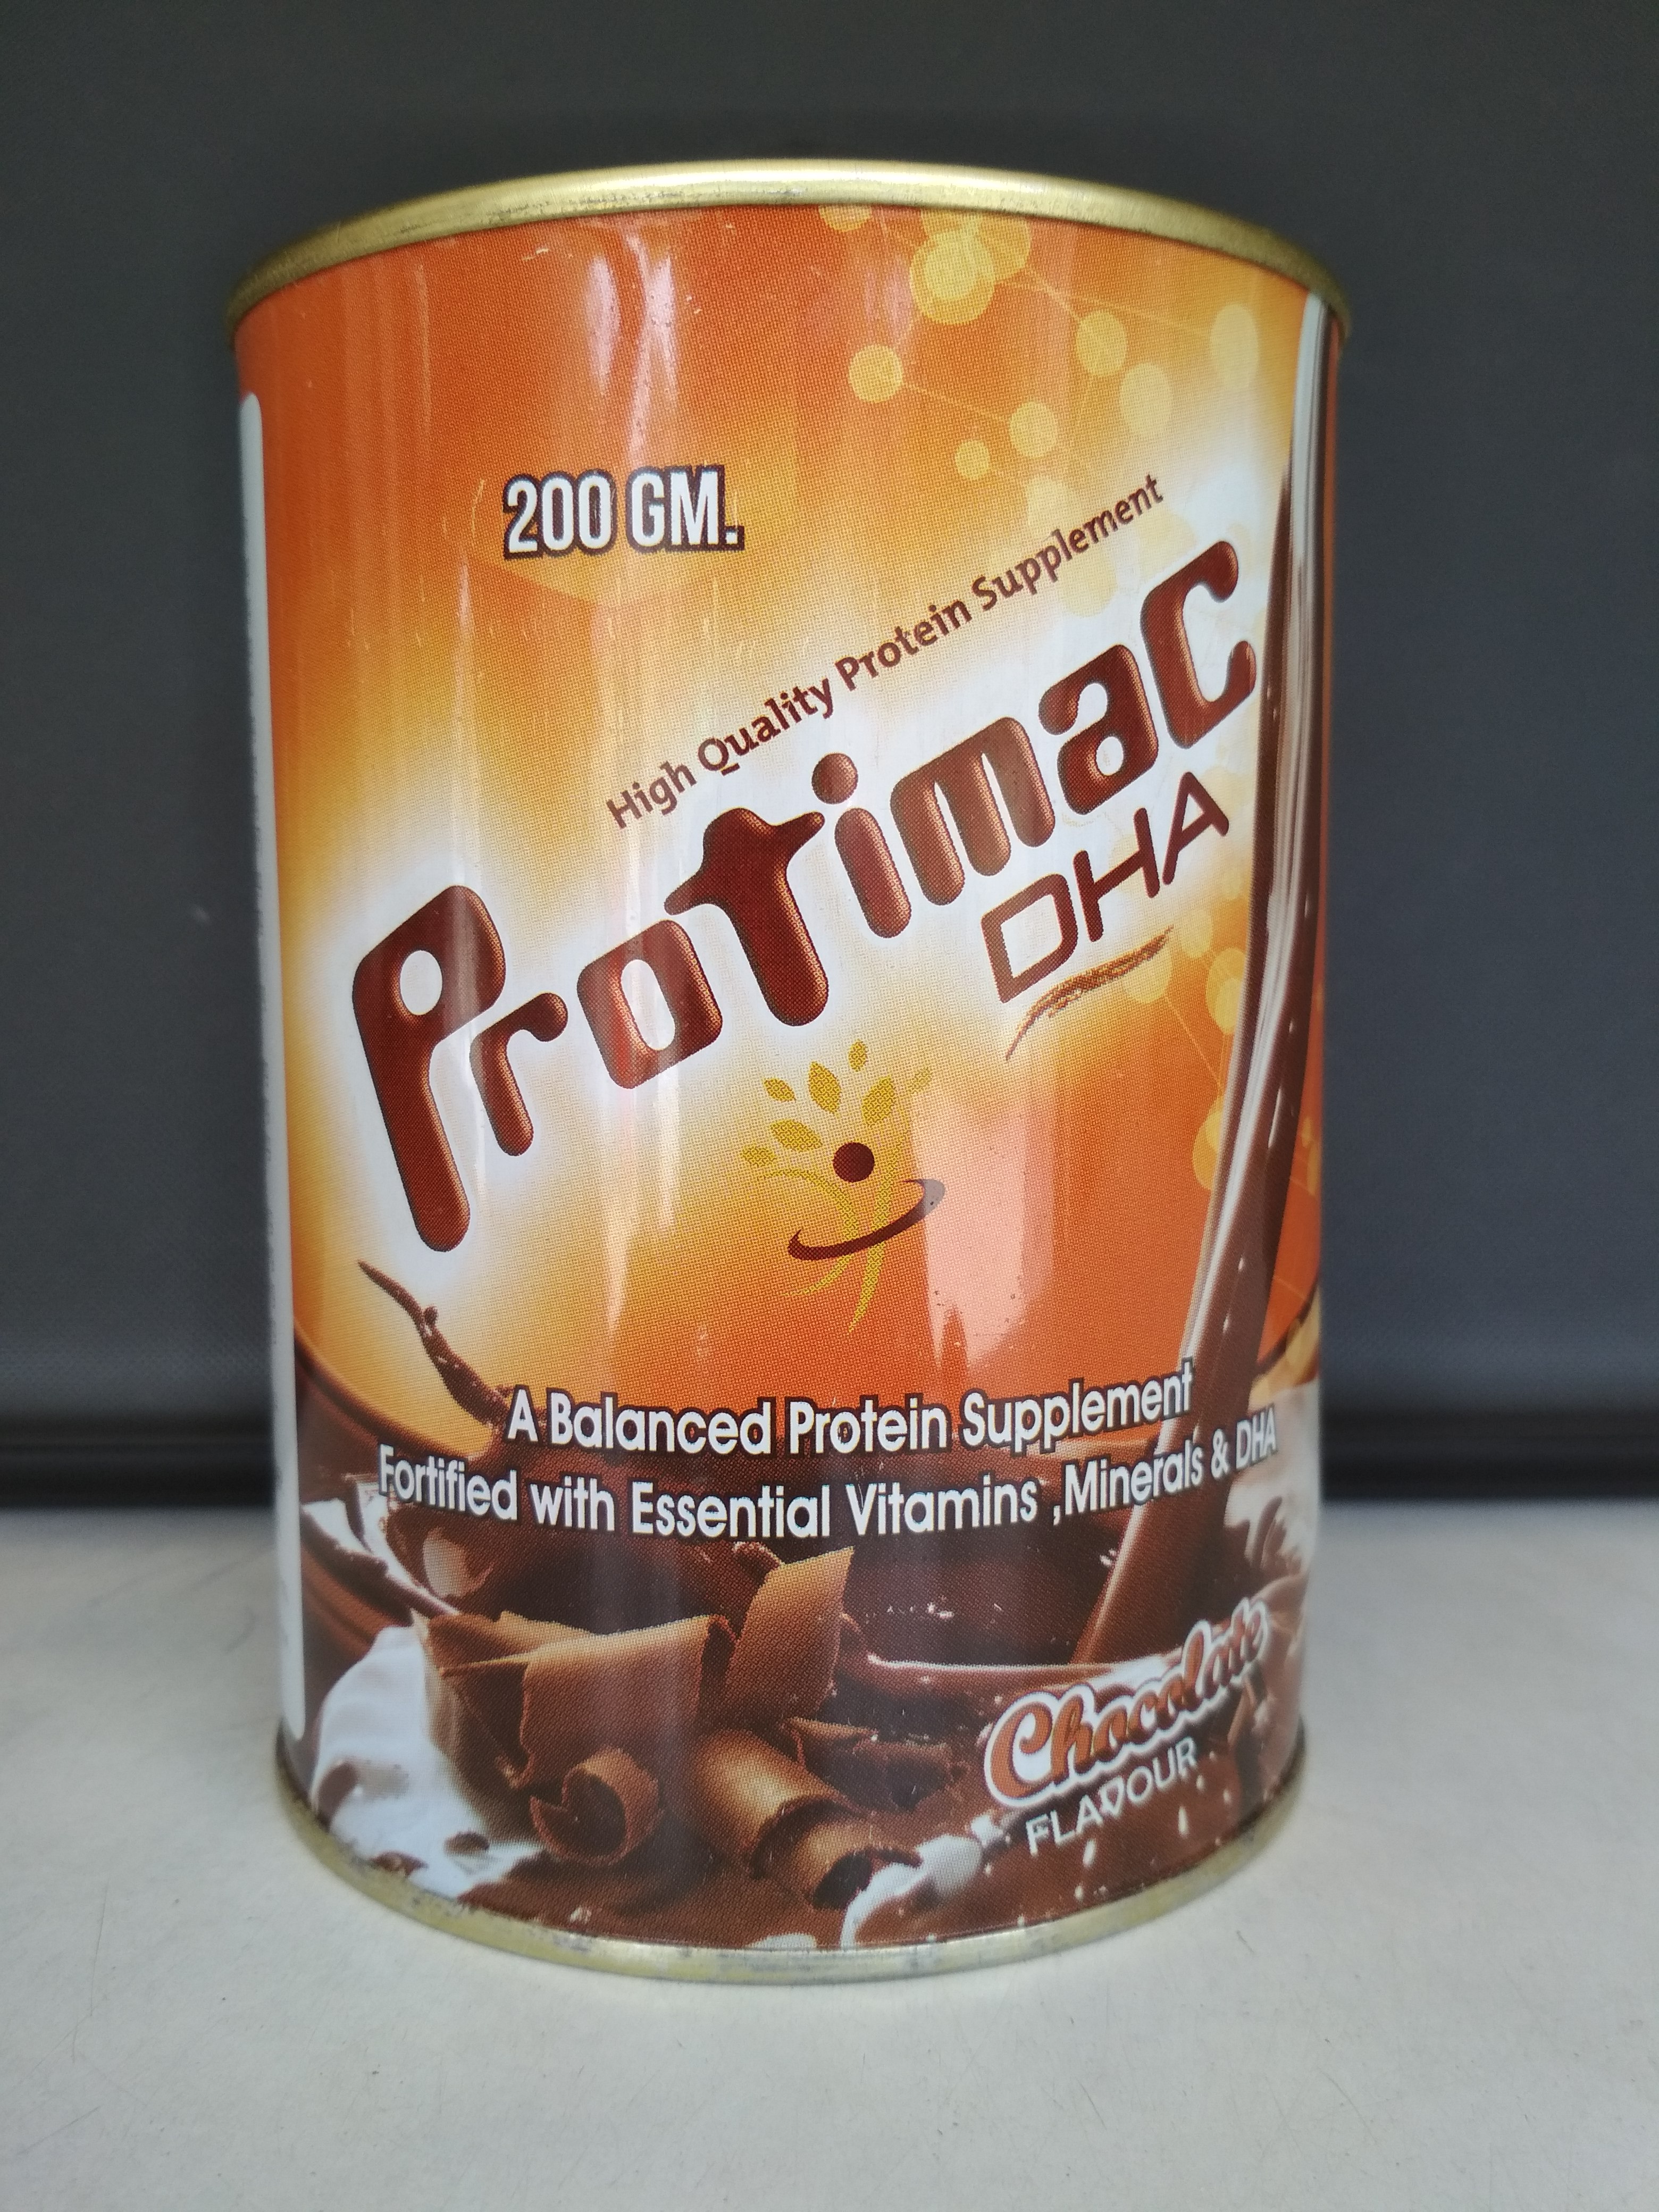 200 GM.
High Quality Protein Supplement
Protimac
DHA
A Balanced Protein Supplement
Fortified with Essential Vitamins ,Minerals & DHA
Chocolate
FLAVOUR